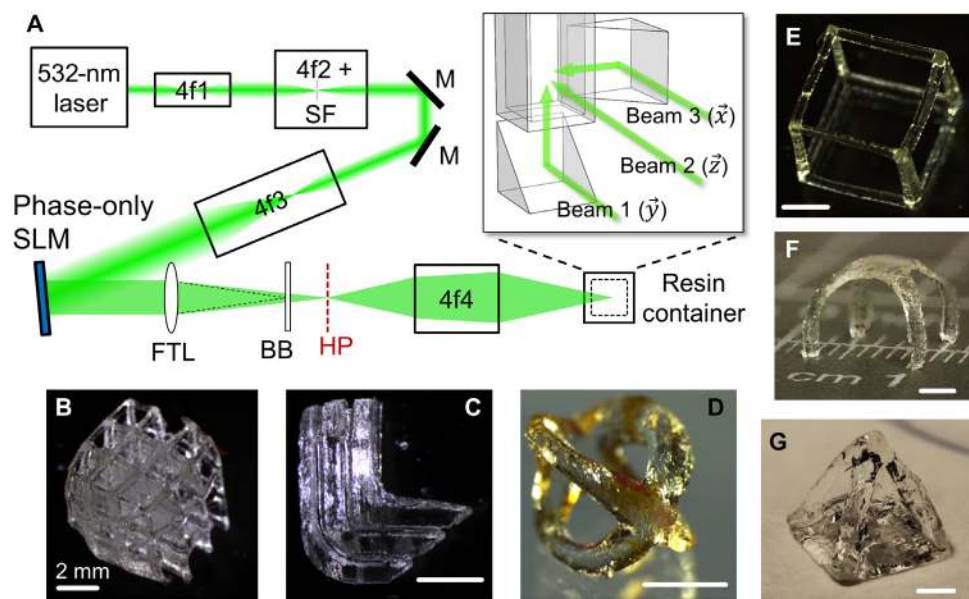 A
532-nm
laser
4f1
4f2 +
SF
M
M
4f3
Phase-only
SLM
FTL
BB
HP
4f4
Resin
container
Beam 3 (x⃗)
Beam 2 (z⃗)
Beam 1 (y⃗)
B
2 mm
C
D
E
F
cm 1
G